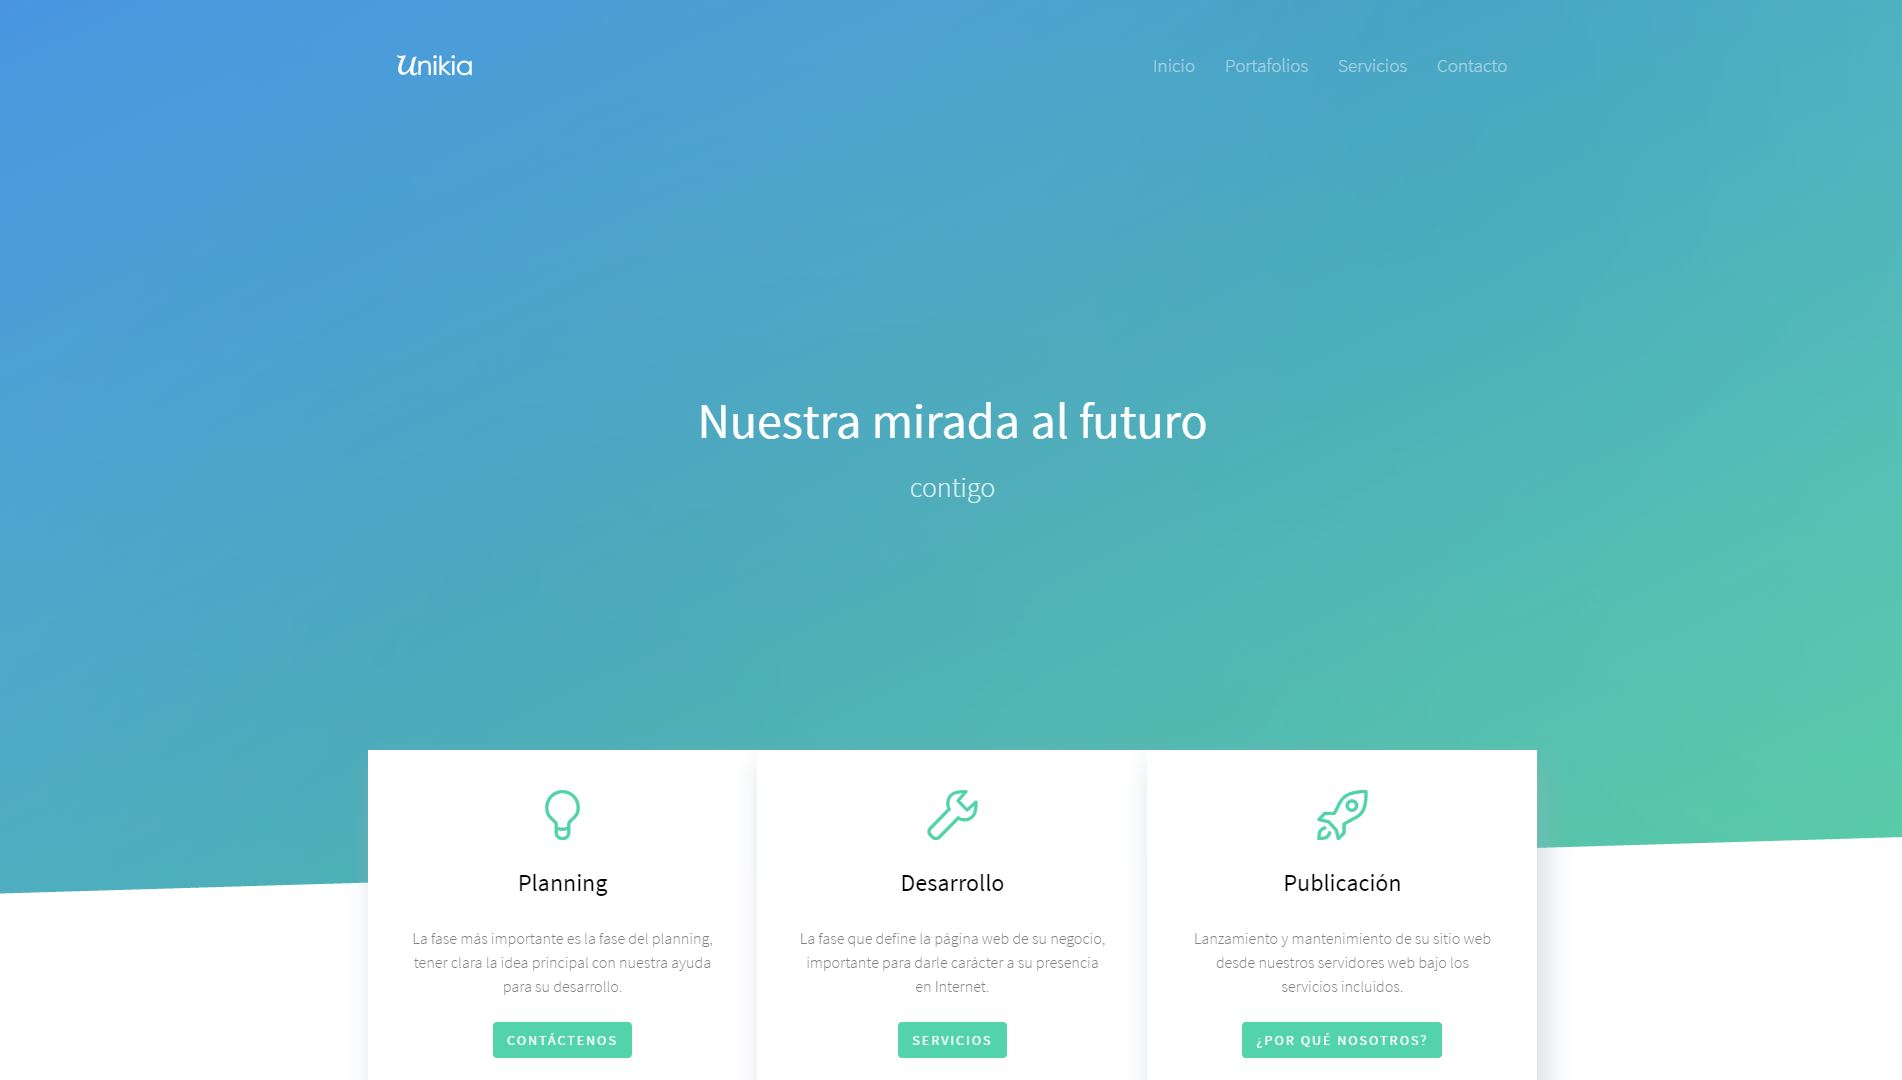 Unikia
Inicio Portafolios Servicios Contacto
Nuestra mirada al futuro
contigo
Planning
La fase más importante es la fase del planning,
tener clara la idea principal con nuestra ayuda
para su desarrollo.
CONTÁCTENOS
Desarrollo
La fase que define la página web de su negocio,
importante para darle carácter a su presencia
en Internet.
SERVICIOS
Publicación
Lanzamiento y mantenimiento de su sitio web
desde nuestros servidores web bajo los
servicios incluidos.
¿POR QUÉ NOSOTROS?